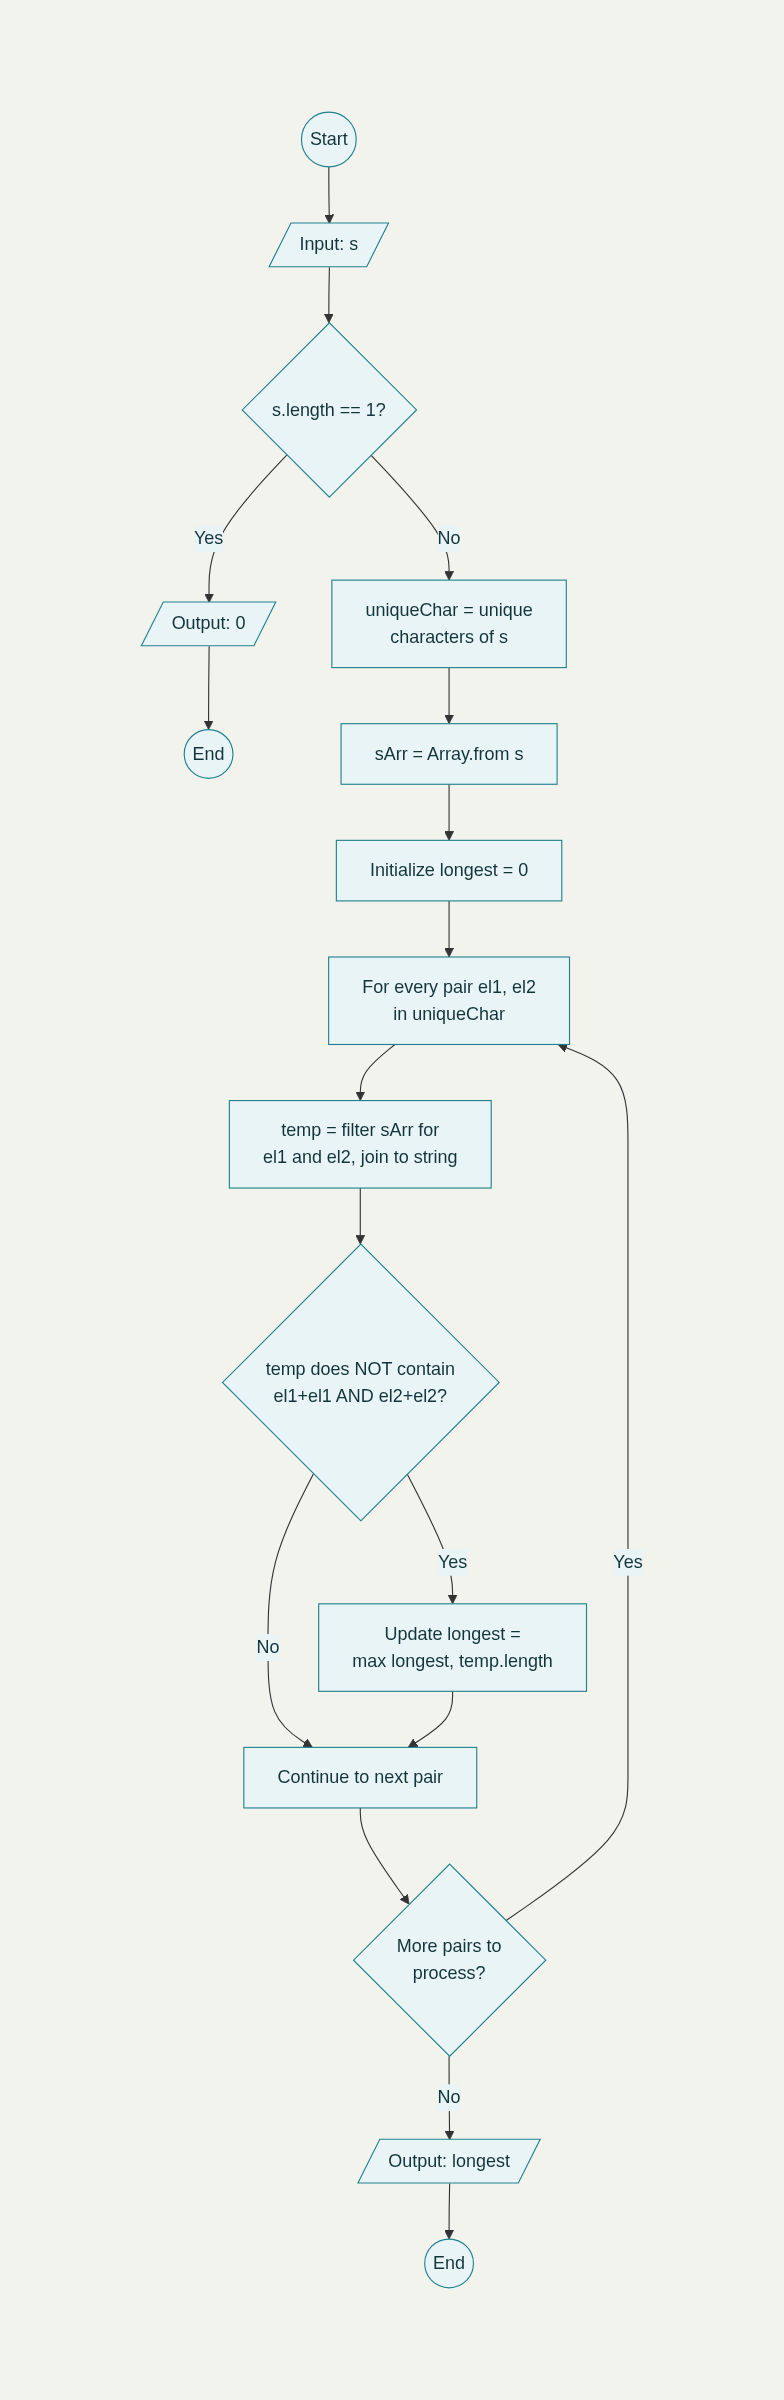 Start
Input: s
s.length == 1?
Yes
No
Output: 0
End
uniqueChar = unique
characters of s
sArr = Array.from s
Initialize longest = 0
For every pair el1, el2
in uniqueChar
temp = filter sArr for
el1 and el2, join to string
temp does NOT contain
el1+el1 AND el2+el2?
Yes
Yes
No
Update longest =
max longest, temp.length
Continue to next pair
More pairs to
process?
No
Output: longest
End